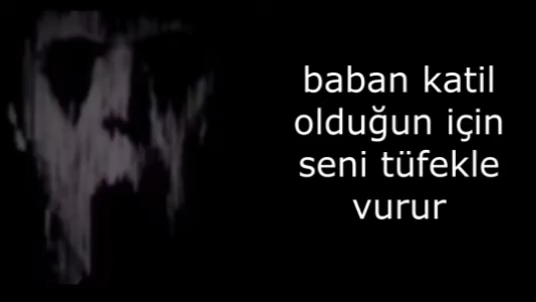 baban katil
olduğun için
seni tüfekle
vurur